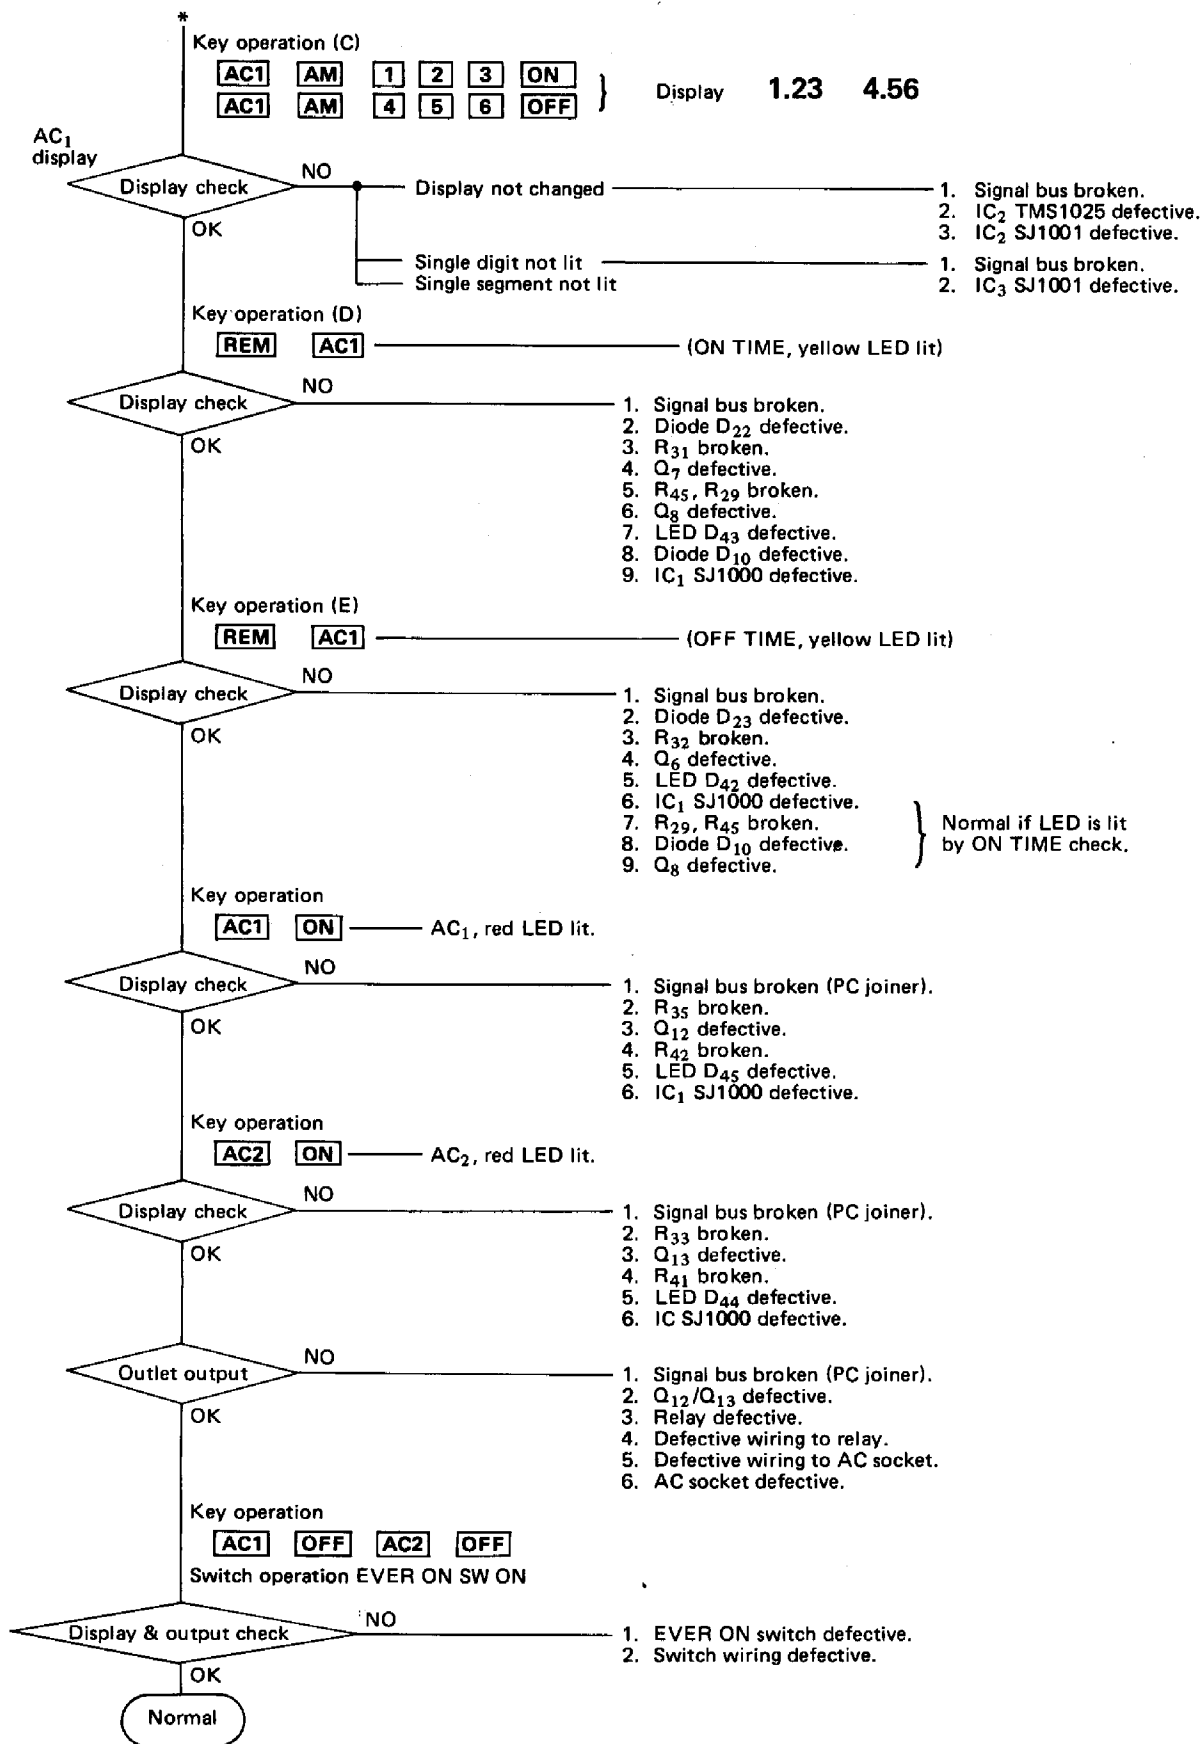 *
Key operation (C)
AC1 AM 1 2 3 ON
AC1 AM 4 5 6 OFF
} Display 1.23 4.56
AC1
display
Display check
NO
OK
Display not changed
1. Signal bus broken.
2. IC2 TMS1025 defective.
3. IC2 SJ1001 defective.
Single digit not lit
Single segment not lit
1. Signal bus broken.
2. IC3 SJ1001 defective.
Key operation (D)
REM AC1
(ON TIME, yellow LED lit)
Display check
NO
OK
1. Signal bus broken.
2. Diode D22 defective.
3. R31 broken.
4. Q7 defective.
5. R45, R29 broken.
6. Q8 defective.
7. LED D43 defective.
8. Diode D10 defective.
9. IC1 SJ1000 defective.
Key operation (E)
REM AC1
(OFF TIME, yellow LED lit)
Display check
NO
OK
1. Signal bus broken.
2. Diode D23 defective.
3. R32 broken.
4. Q6 defective.
5. LED D42 defective.
6. IC1 SJ1000 defective.
7. R29, R45 broken.
8. Diode D10 defective.
9. Q8 defective.
} Normal if LED is lit
by ON TIME check.
Key operation
AC1 ON
AC1, red LED lit.
Display check
NO
OK
1. Signal bus broken (PC joiner).
2. R35 broken.
3. Q12 defective.
4. R42 broken.
5. LED D45 defective.
6. IC1 SJ1000 defective.
Key operation
AC2 ON
AC2, red LED lit.
Display check
NO
OK
1. Signal bus broken (PC joiner).
2. R33 broken.
3. Q13 defective.
4. R41 broken.
5. LED D44 defective.
6. IC SJ1000 defective.
Outlet output
NO
OK
1. Signal bus broken (PC joiner).
2. Q12/Q13 defective.
3. Relay defective.
4. Defective wiring to relay.
5. Defective wiring to AC socket.
6. AC socket defective.
Key operation
AC1 OFF AC2 OFF
Switch operation EVER ON SW ON
Display & output check
NO
OK
1. EVER ON switch defective.
2. Switch wiring defective.
Normal